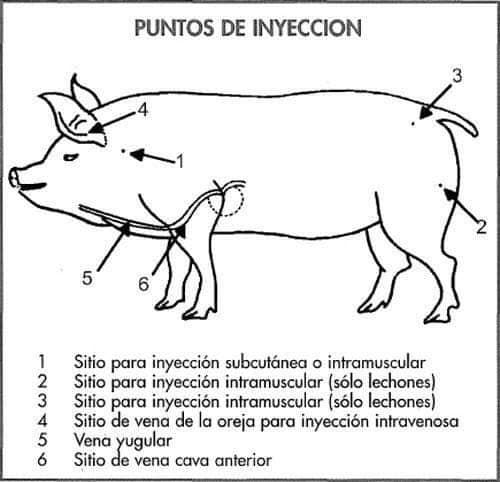 PUNTOS DE INYECCION
3
4
1
2
5
6
1 Sitio para inyección subcutánea o intramuscular
2 Sitio para inyección intramuscular (sólo lechones)
3 Sitio para inyección intramuscular (sólo lechones)
4 Sitio de vena de la oreja para inyección intravenosa
5 Vena yugular
6 Sitio de vena cava anterior